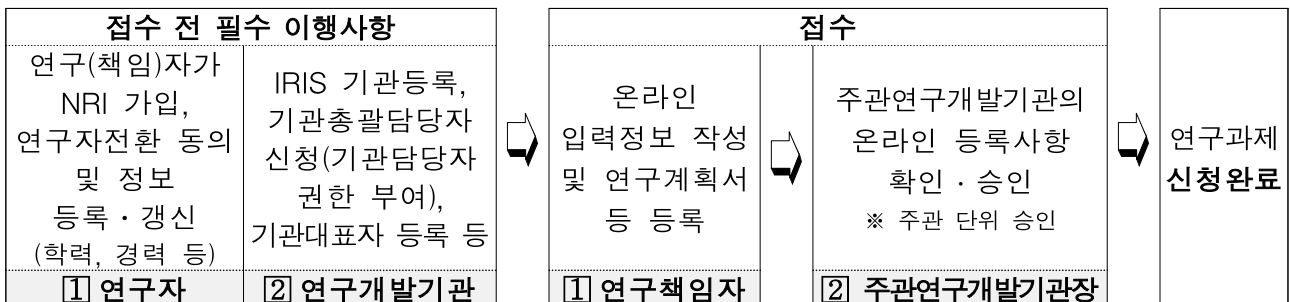 접수 전 필수 이행사항
연구(책임)자가
NRI 가입,
연구자전환 동의
및 정보
등록·갱신
(학력, 경력 등)
1 연구자
IRIS 기관등록,
기관총괄담당자
신청(기관담당자
권한 부여),
기관대표자 등록 등
2 연구개발기관
접수
온라인
입력정보 작성
및 연구계획서
등 등록
1 연구책임자
주관연구개발기관의
온라인 등록사항
확인·승인
※ 주관 단위 승인
2 주관연구개발기관장
연구과제
신청완료